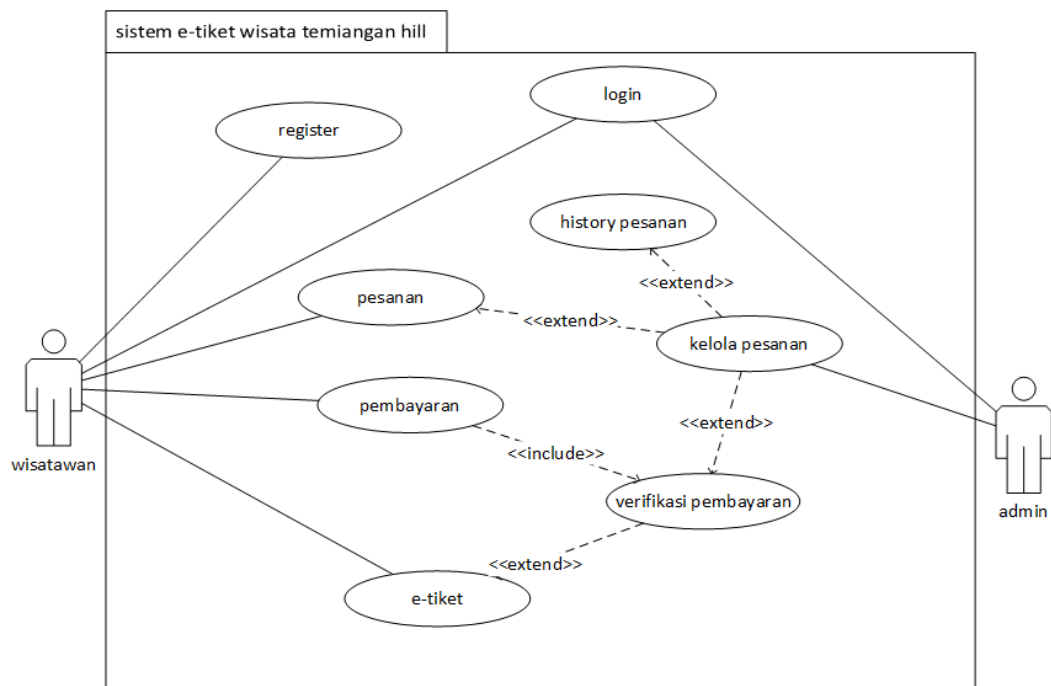 sistem e-tiket wisata temiangan hill
login
register
history pesanan
<<extend>>
pesanan
<<extend>>
kelola pesanan
pembayaran
<<extend>>
<<include>>
wisatawan
verifikasi pembayaran
admin
<<extend>>
e-tiket